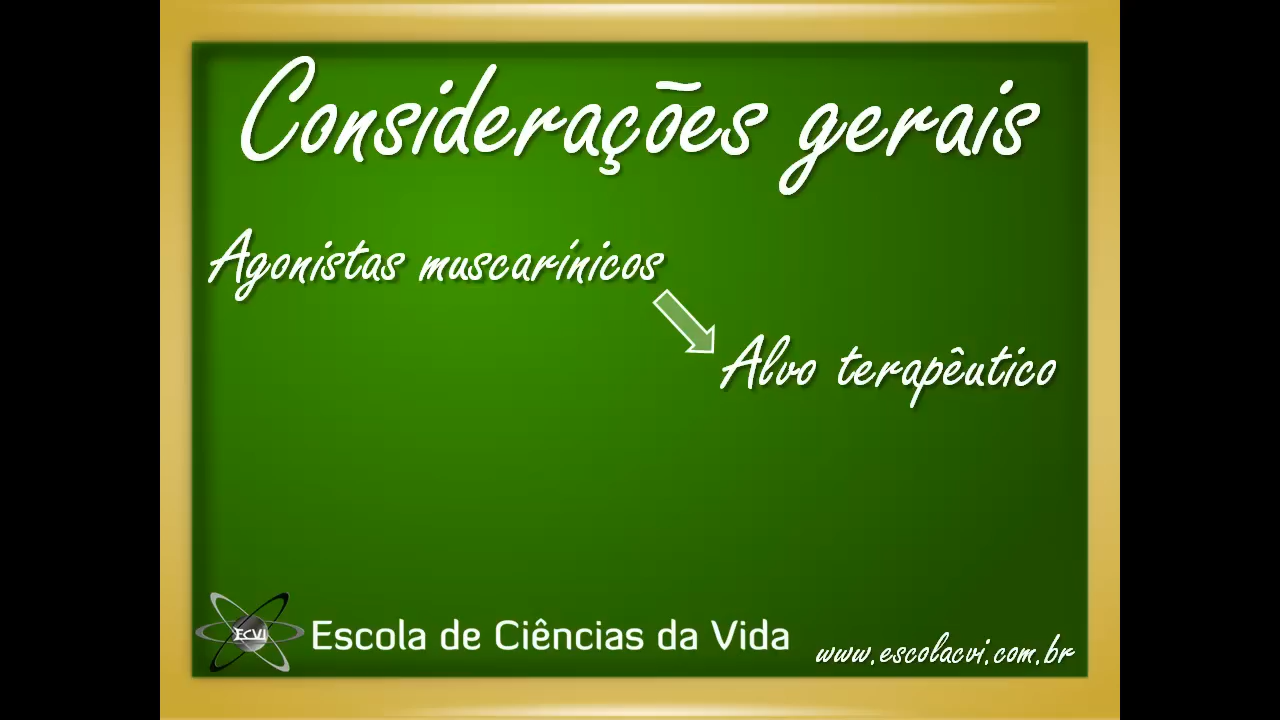 Considerações gerais
Agonistas muscarínicos
Alvo terapêutico
ECVI
Escola de Ciências da Vida
www.escolacvi.com.br